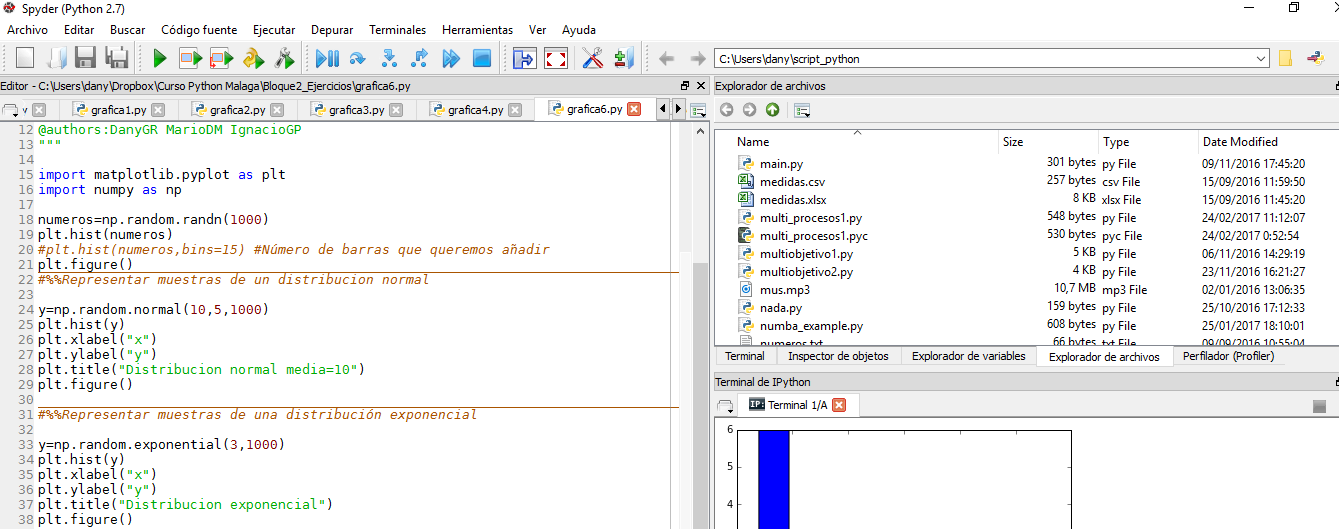 Spyder (Python 2.7)
Archivo Editar Buscar Código fuente Ejecutar Depurar Terminales Herramientas Ver Ayuda
C:\Users\dany\script_python
Editor - C:\Users\dany\Dropbox\Curso Python Malaga\Bloque2_Ejercicios\grafica6.py
Explorador de archivos
grafica1.py grafica2.py grafica3.py grafica4.py grafica6.py
12 @authors:DanyGR MarioDM IgnacioGP
13 """
14
15 import matplotlib.pyplot as plt
16 import numpy as np
17
18 numeros=np.random.randn(1000)
19 plt.hist(numeros)
20 #plt.hist(numeros,bins=15) #Número de barras que queremos añadir
21 plt.figure()
22 #%%Representar muestras de un distribucion normal
23
24 y=np.random.normal(10,5,1000)
25 plt.hist(y)
26 plt.xlabel("x")
27 plt.ylabel("y")
28 plt.title("Distribucion normal media=10")
29 plt.figure()
30
31 #%%Representar muestras de una distribución exponencial
32
33 y=np.random.exponential(3,1000)
34 plt.hist(y)
35 plt.xlabel("x")
36 plt.ylabel("y")
37 plt.title("Distribucion exponencial")
38 plt.figure()
Name Size Type Date Modified
main.py 301 bytes py File 09/11/2016 17:45:20
medidas.csv 257 bytes csv File 15/09/2016 11:59:50
medidas.xlsx 8 KB xlsx File 15/09/2016 11:45:20
multi_procesos1.py 548 bytes py File 24/02/2017 11:12:07
multi_procesos1.pyc 530 bytes pyc File 24/02/2017 0:52:54
multiobjetivo1.py 5 KB py File 06/11/2016 14:29:19
multiobjetivo2.py 4 KB py File 23/11/2016 16:21:27
mus.mp3 10,7 MB mp3 File 02/01/2016 13:06:35
nada.py 159 bytes py File 25/10/2016 17:12:33
numba_example.py 608 bytes py File 25/01/2017 18:10:01
numeros.txt 66 bytes txt File 09/09/2016 10:55:04
Terminal Inspector de objetos Explorador de variables Explorador de archivos Perfilador (Profiler)
Terminal de IPython
IP: Terminal 1/A
6
5
4